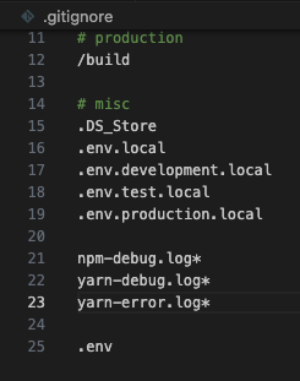 .gitignore
11 # production
12 /build
13
14 # misc
15 .DS_Store
16 .env.local
17 .env.development.local
18 .env.test.local
19 .env.production.local
20
21 npm-debug.log*
22 yarn-debug.log*
23 yarn-error.log*
24
25 .env